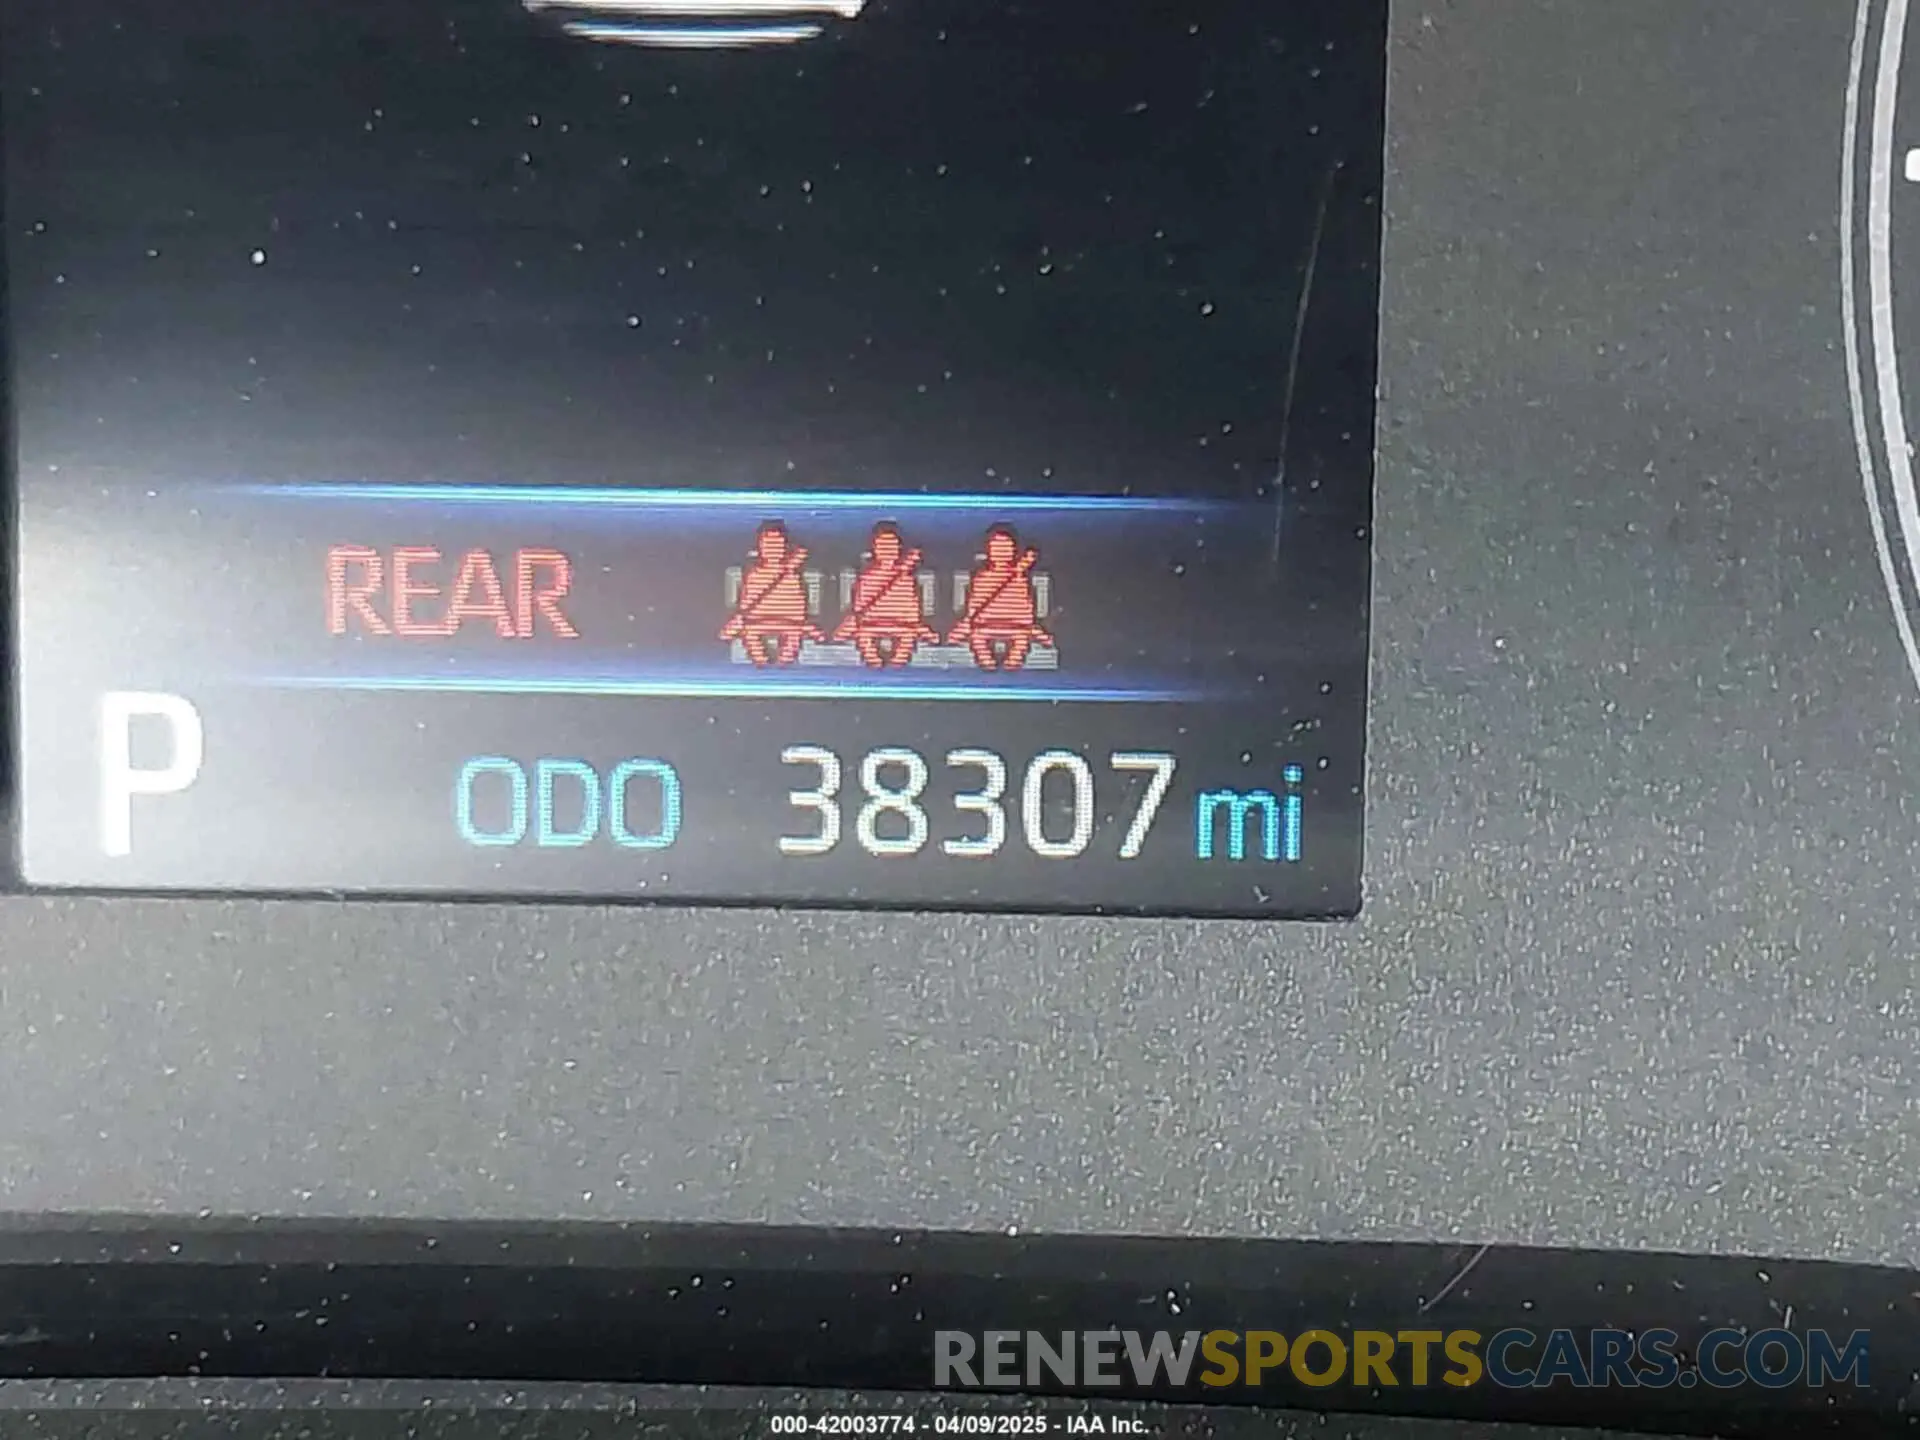 REAR
P
ODO 38307 mi
RENEWSPORTSCARS.COM
000-42003774 - 04/09/2025 - IAA Inc.